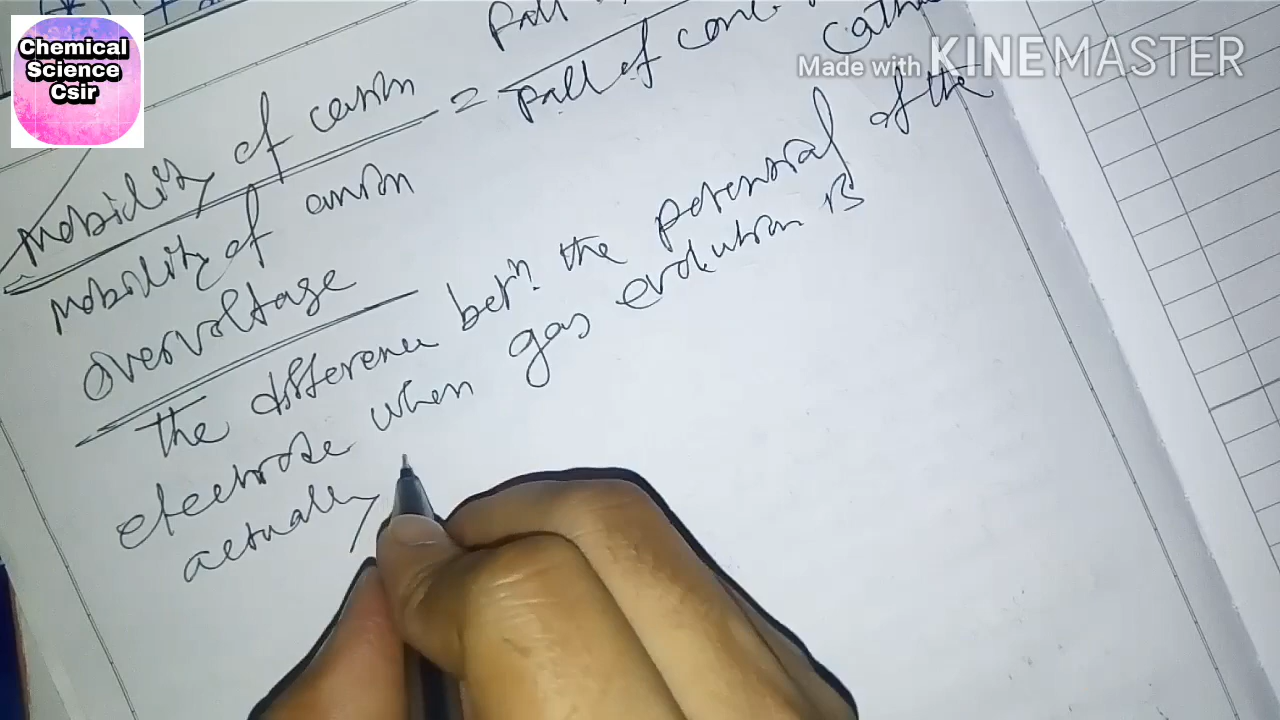 Chemical
Science
Csir
Made with KINEMASTER
Fall
mobility of cation = Fall of conc
mobility of anion
overvoltage
The difference betn. the potential of the
electrode when gas evolution is
actually